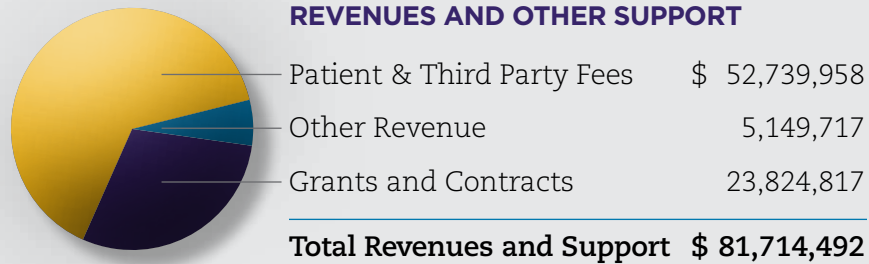 REVENUES AND OTHER SUPPORT
Patient & Third Party Fees $ 52,739,958
Other Revenue 5,149,717
Grants and Contracts 23,824,817
Total Revenues and Support $ 81,714,492